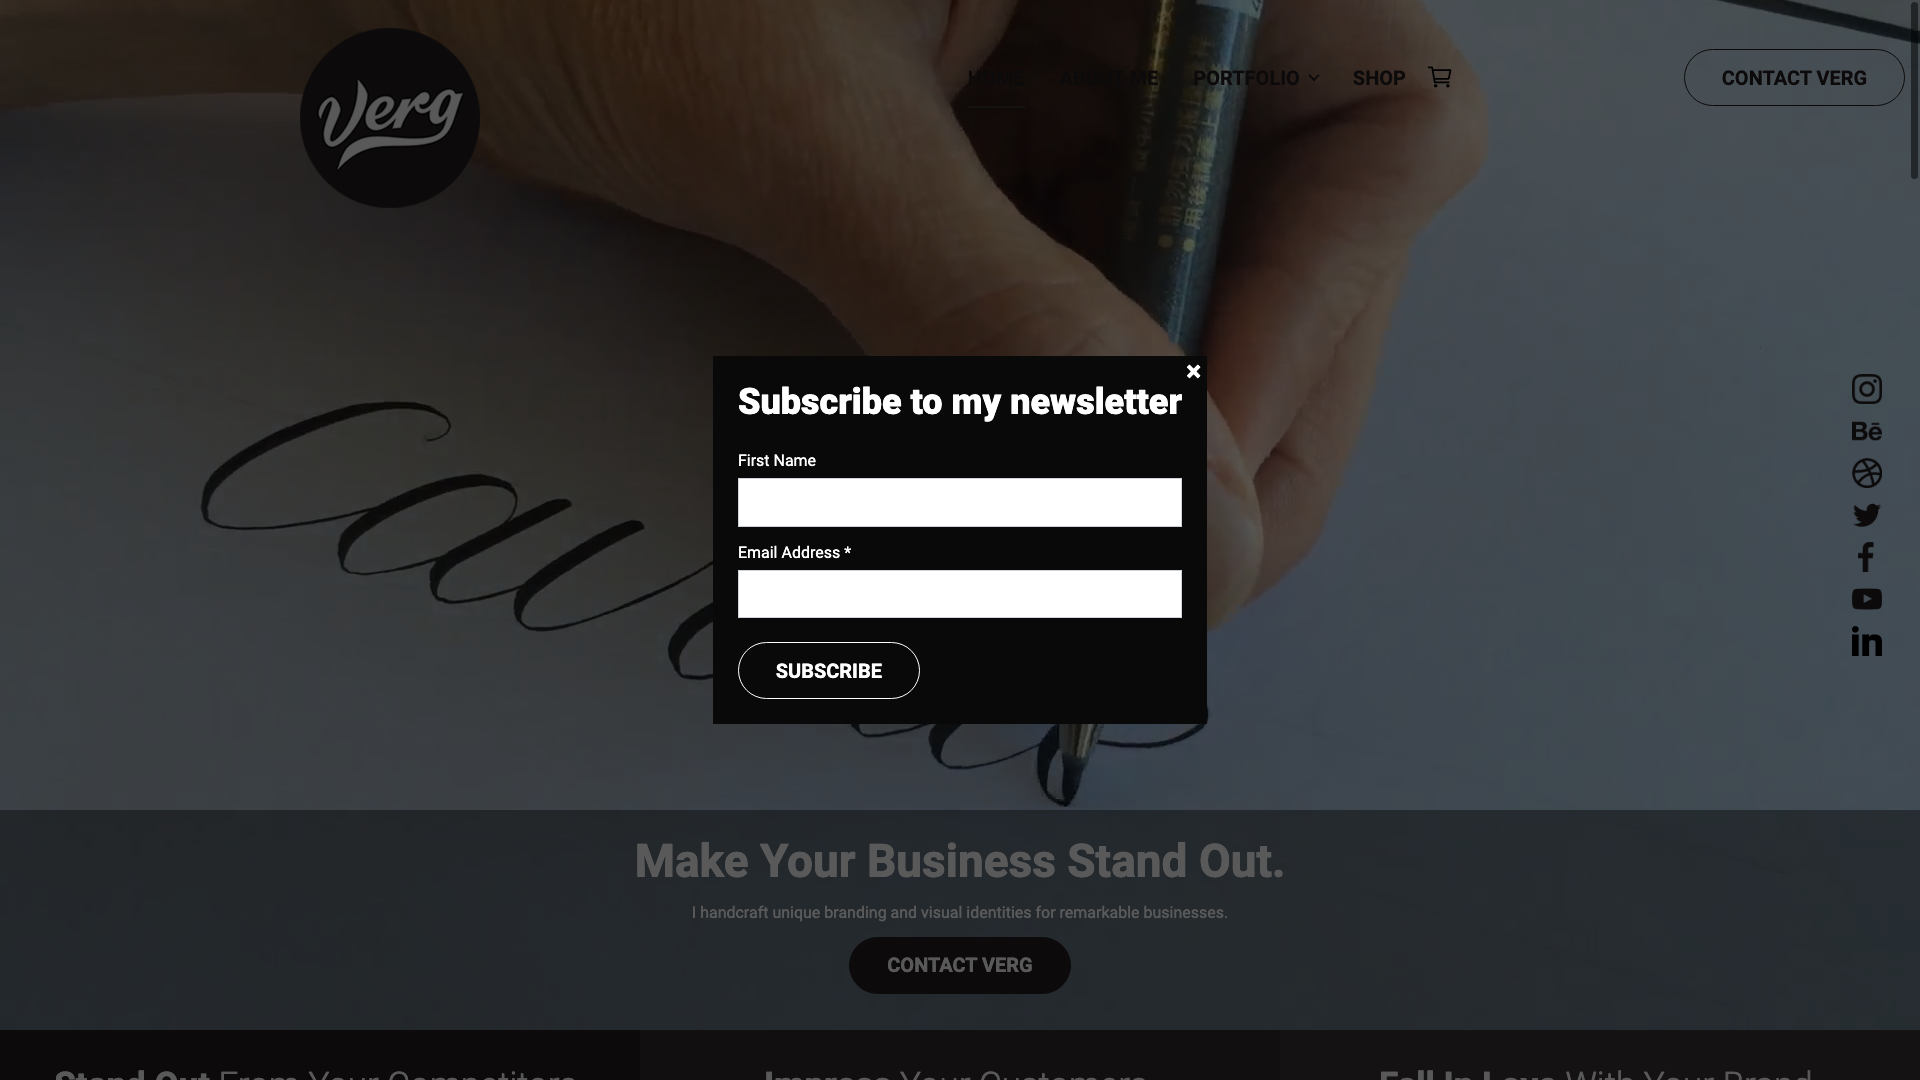 Verg
HOME ABOUT ME PORTFOLIO SHOP
CONTACT VERG
Subscribe to my newsletter
First Name
Email Address *
SUBSCRIBE
Bē
in
Make Your Business Stand Out.
I handcraft unique branding and visual identities for remarkable businesses.
CONTACT VERG
Stand Out From Your Competitors
Impress Your Customers
Fall In Love With Your Brand